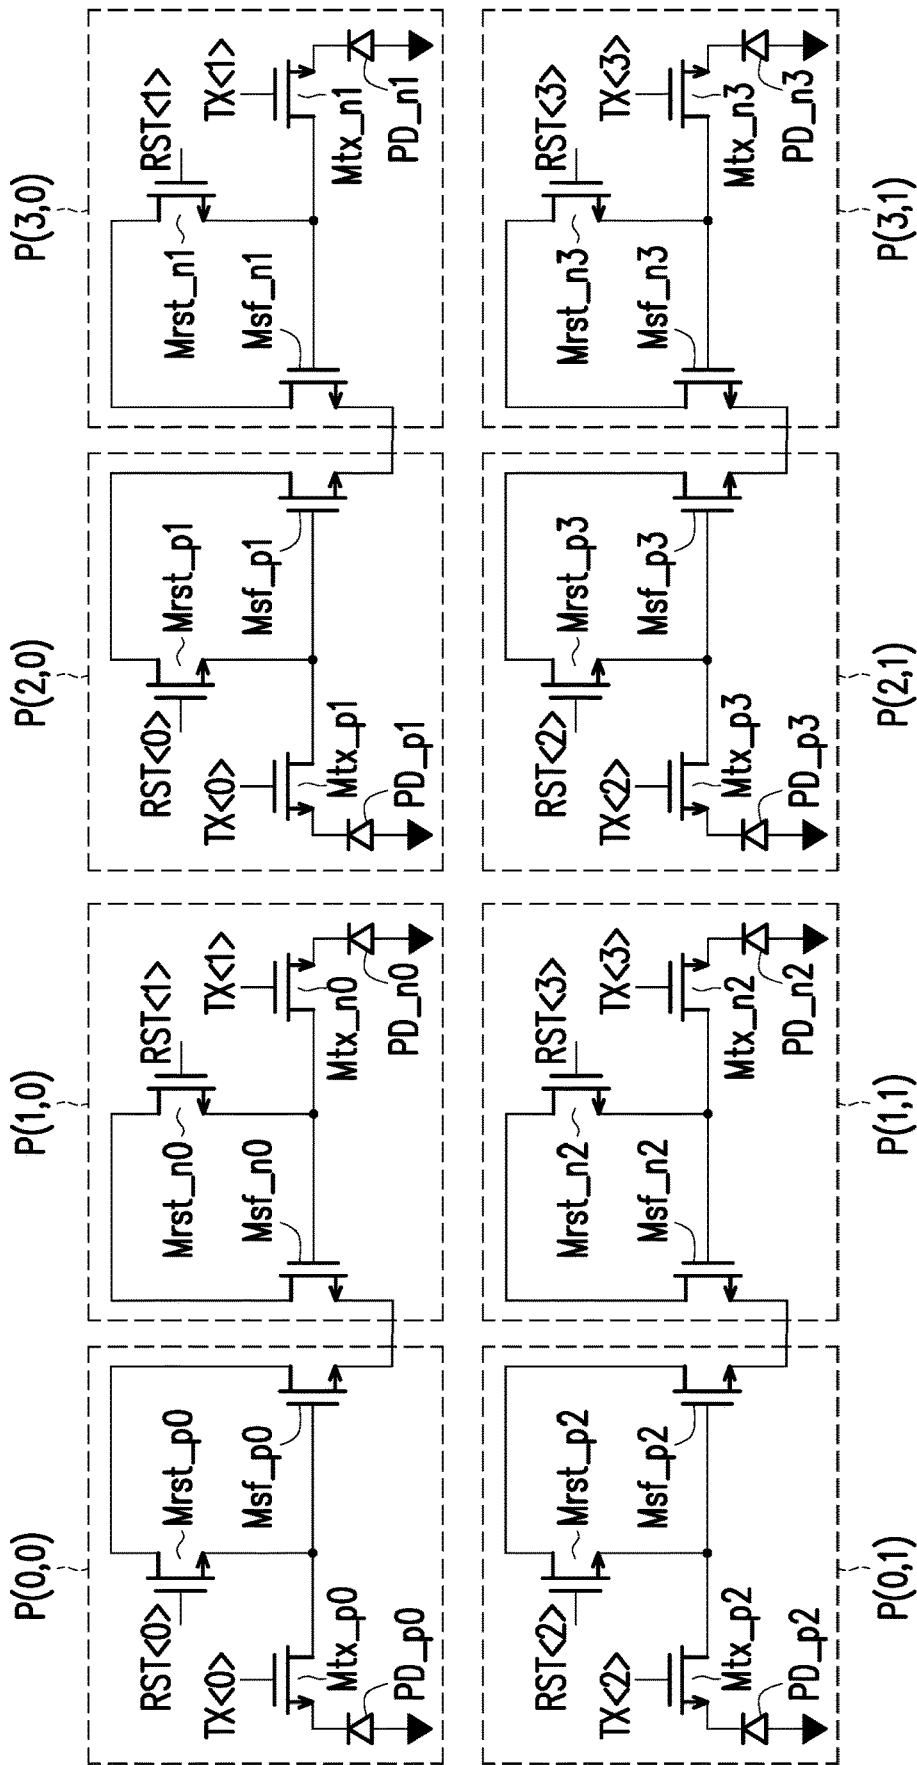 P(0,0)
P(1,0)
P(2,0)
P(3,0)
RST<0>
Mrst_p0
TX<0>
Msf_p0
Mtx_p0
PD_p0
RST<1>
Mrst_n0
TX<1>
Msf_n0
Mtx_n0
PD_n0
RST<0>
Mrst_p1
TX<0>
Msf_p1
Mtx_p1
PD_p1
RST<1>
Mrst_n1
TX<1>
Msf_n1
Mtx_n1
PD_n1
RST<2>
Mrst_p2
TX<2>
Msf_p2
Mtx_p2
PD_p2
RST<3>
Mrst_n2
TX<3>
Msf_n2
Mtx_n2
PD_n2
RST<2>
Mrst_p3
TX<2>
Msf_p3
Mtx_p3
PD_p3
RST<3>
Mrst_n3
TX<3>
Msf_n3
Mtx_n3
PD_n3
P(0,1)
P(1,1)
P(2,1)
P(3,1)